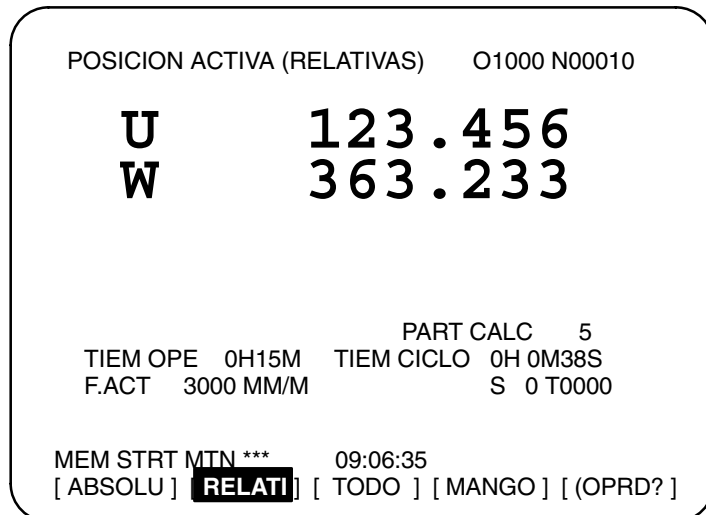 POSICION ACTIVA (RELATIVAS) O1000 N00010
U 123.456
W 363.233
PART CALC 5
TIEM OPE 0H15M TIEM CICLO 0H 0M38S
F.ACT 3000 MM/M S 0 T0000
MEM STRT MTN *** 09:06:35
[ ABSOLU ] [ RELATI ] [ TODO ] [ MANGO ] [ (OPRD? ]